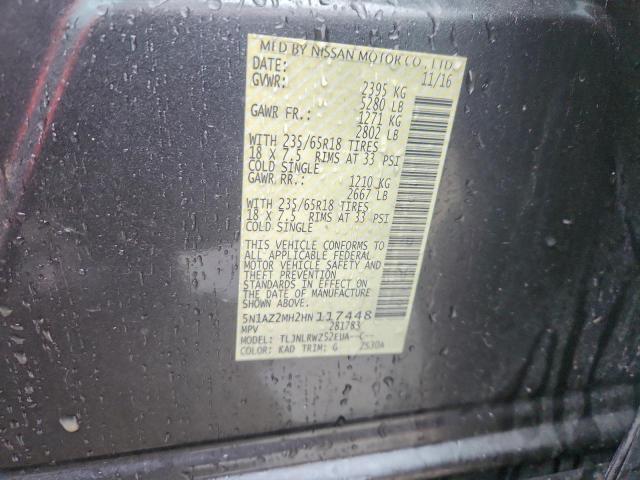 MFD BY NISSAN MOTOR CO., LTD
DATE: 11/16
GVWR: 2395 KG
5280 LB
GAWR FR.: 1271 KG
2802 LB
WITH 235/65R18 TIRES
18 X 7.5 RIMS AT 33 PSI
COLD SINGLE
GAWR RR.: 1210 KG
2667 LB
WITH 235/65R18 TIRES
18 X 7.5 RIMS AT 33 PSI
COLD SINGLE
THIS VEHICLE CONFORMS TO
ALL APPLICABLE FEDERAL
MOTOR VEHICLE SAFETY AND
THEFT PREVENTION
STANDARDS IN EFFECT ON
THE DATE OF MANUFACTURE
SHOWN ABOVE.
5N1AZ2MH2HN117448
MPV 281783
MODEL: TLJNLRWZ52EUA--C--
COLOR: KAD TRIM: G 2530A